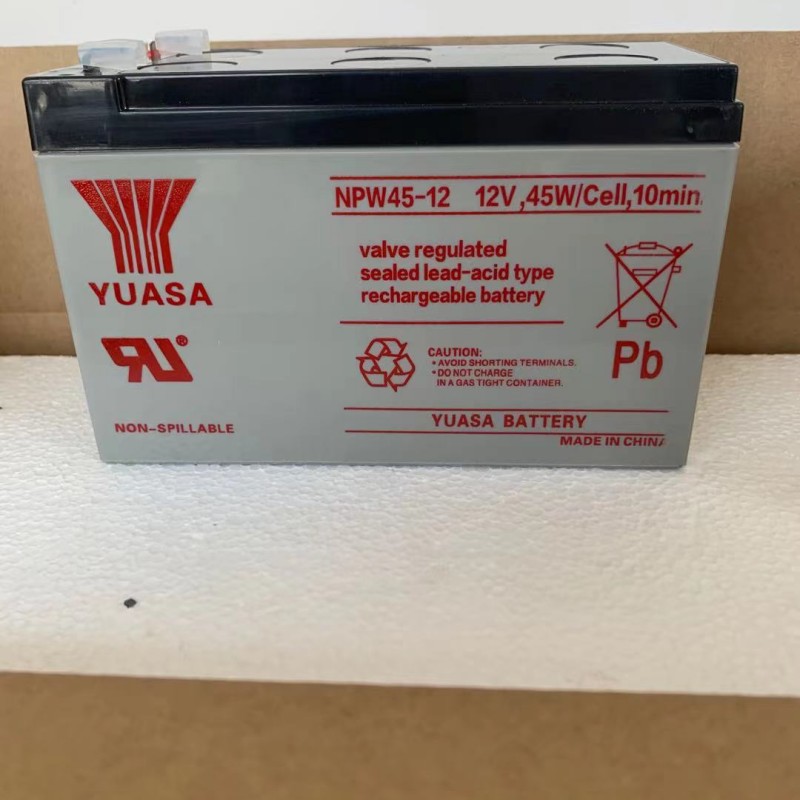 NPW45-12 12V,45W/Cell,10min.
YUASA
valve regulated
sealed lead-acid type
rechargeable battery
RU®
CAUTION:
• AVOID SHORTING TERMINALS.
• DO NOT CHARGE
IN A GAS TIGHT CONTAINER.
Pb
NON-SPILLABLE
YUASA BATTERY
MADE IN CHINA